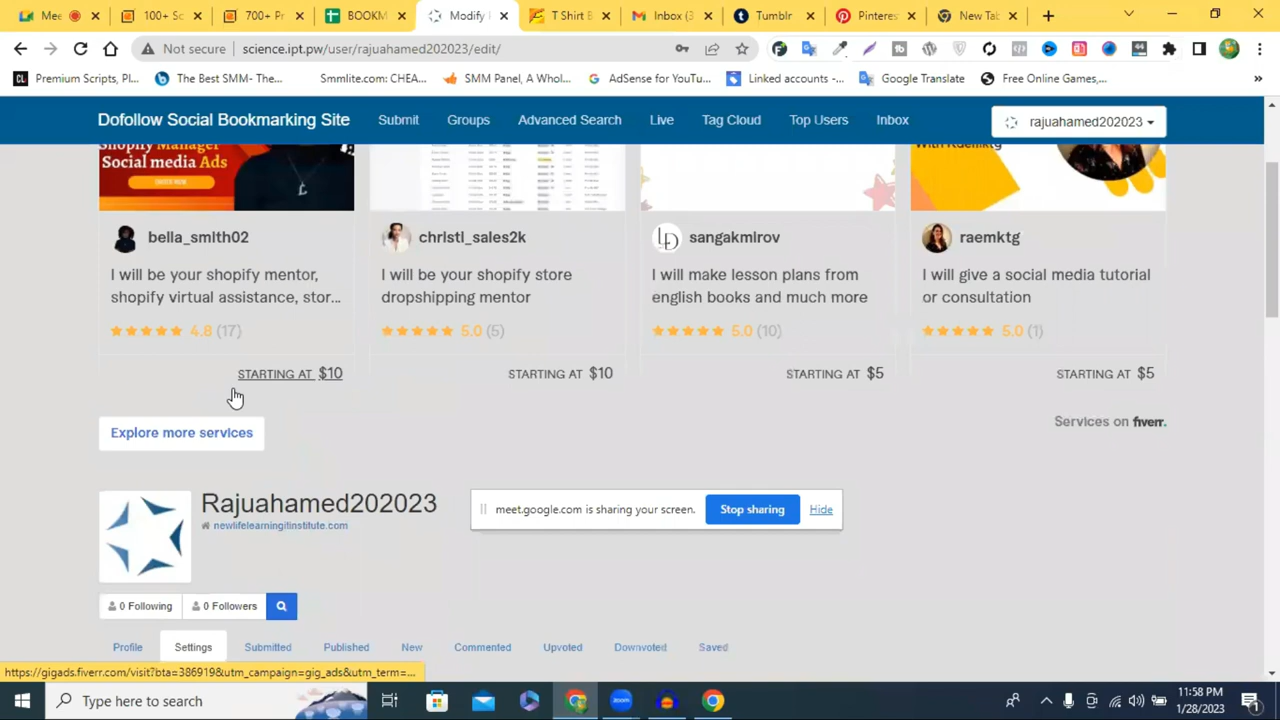 Mee
100+ Sc
700+ Pr
BOOKM
Modify
T Shirt B
Inbox (3
Tumblr
Pinteres
New Tab
Not secure
science.ipt.pw/user/rajuahamed202023/edit/
Premium Scripts, Pl...
The Best SMM- The...
Smmlite.com: CHEA...
SMM Panel, A Whol...
AdSense for YouTu...
Linked accounts -...
Google Translate
Free Online Games,...
»
Dofollow Social Bookmarking Site
Submit
Groups
Advanced Search
Live
Tag Cloud
Top Users
Inbox
rajuahamed202023
Shopify Manager
Social media Ads
bella_smith02
christi_sales2k
sangakmirov
raemktg
I will be your shopify mentor,
shopify virtual assistance, stor...
I will be your shopify store
dropshipping mentor
I will make lesson plans from
english books and much more
I will give a social media tutorial
or consultation
4.8 (17)
5.0 (5)
5.0 (10)
5.0 (1)
STARTING AT $10
STARTING AT $10
STARTING AT $5
STARTING AT $5
Explore more services
Services on fiverr.
Rajuahamed202023
newlifelearningitinstitute.com
meet.google.com is sharing your screen.
Stop sharing
Hide
0 Following
0 Followers
Profile
Settings
Submitted
Published
New
Commented
Upvoted
Downvoted
Saved
https://gigads.fiverr.com/visit?bta=386919&utm_campaign=gig_ads&utm_term=...
Type here to search
zoom
11:58 PM
1/28/2023